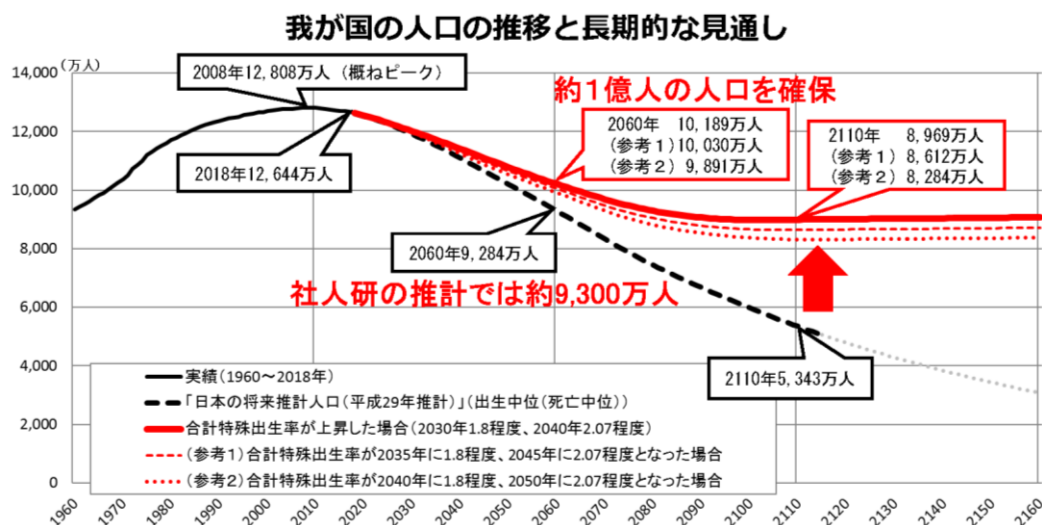 我が国の人口の推移と長期的な見通し
(万人)
14,000
12,000
10,000
8,000
6,000
4,000
2,000
0
2008年12,808万人 (概ねピーク)
2018年12,644万人
約1億人の人口を確保
2060年 10,189万人
(参考1)10,030万人
(参考2) 9,891万人
2110年 8,969万人
(参考1) 8,612万人
(参考2) 8,284万人
2060年9,284万人
社人研の推計では約9,300万人
2110年5,343万人
実績(1960~2018年)
「日本の将来推計人口(平成29年推計)」(出生中位(死亡中位))
合計特殊出生率が上昇した場合(2030年1.8程度、2040年2.07程度)
(参考1)合計特殊出生率が2035年に1.8程度、2045年に2.07程度となった場合
(参考2)合計特殊出生率が2040年に1.8程度、2050年に2.07程度となった場合
1960 1970 1980 1990 2000 2010 2020 2030 2040 2050 2060 2070 2080 2090 2100 2110 2120 2130 2140 2150 2160